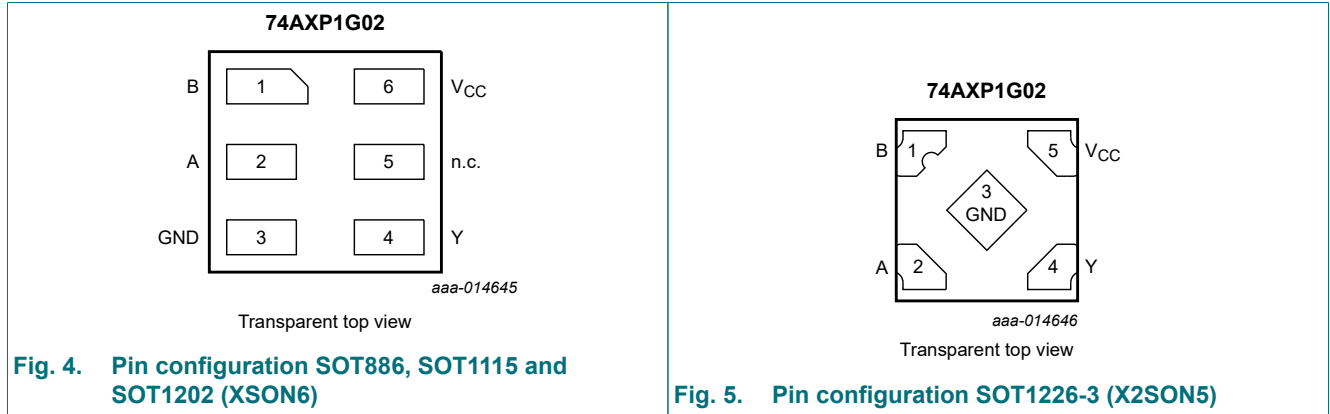 74AXP1G02
B 1 6 VCC
A 2 5 n.c.
GND 3 4 Y
aaa-014645
Transparent top view
Fig. 4. Pin configuration SOT886, SOT1115 and
SOT1202 (XSON6)
74AXP1G02
B 1 5 VCC
3
GND
A 2 4 Y
aaa-014646
Transparent top view
Fig. 5. Pin configuration SOT1226-3 (X2SON5)